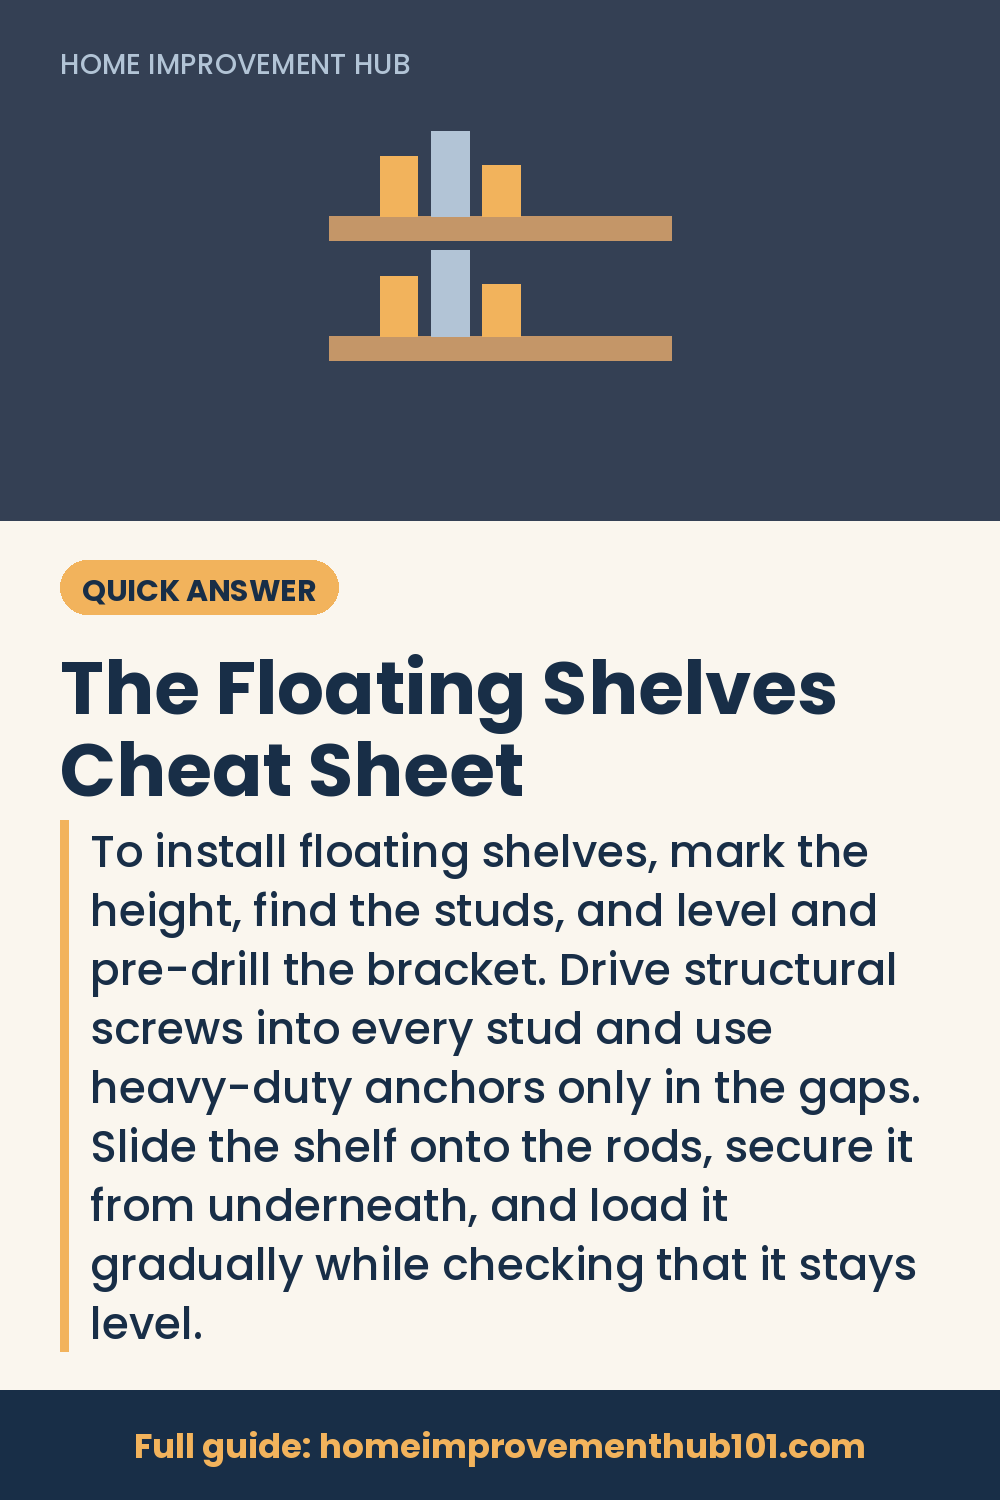 HOME IMPROVEMENT HUB
QUICK ANSWER
The Floating Shelves
Cheat Sheet
To install floating shelves, mark the
height, find the studs, and level and
pre-drill the bracket. Drive structural
screws into every stud and use
heavy-duty anchors only in the gaps.
Slide the shelf onto the rods, secure it
from underneath, and load it
gradually while checking that it stays
level.
Full guide: homeimprovementhub101.com